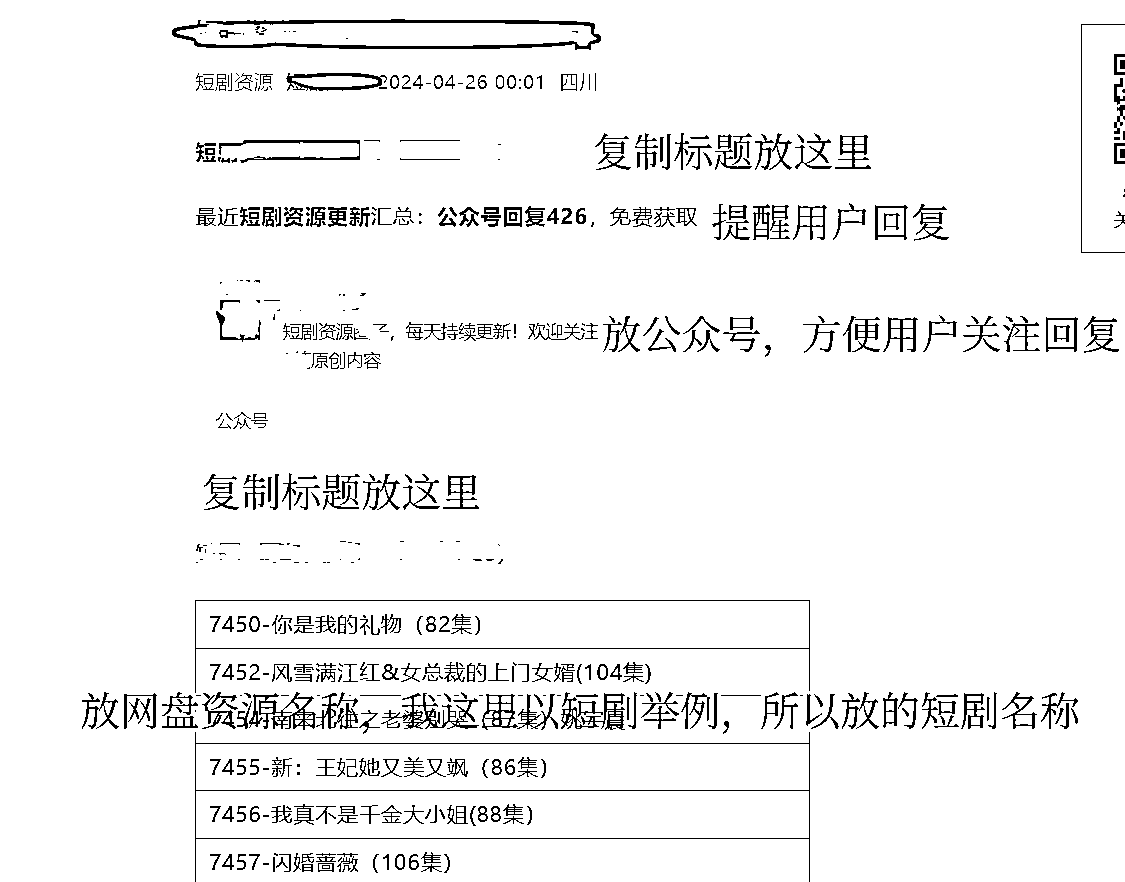 短剧资源 2024-04-26 00:01 四川
短
复制标题放这里
最近短剧资源更新汇总：公众号回复426，免费获取
提醒用户回复
短剧资源 子，每天持续更新！欢迎关注
放公众号，方便用户关注回复
原创内容
公众号
复制标题放这里
7450-你是我的礼物（82集）
7452-风雪满江红&女总裁的上门女婿(104集)
放网盘资源名称，我这里以短剧举例，所以放的短剧名称
7455-新：王妃她又美又飒（86集）
7456-我真不是千金大小姐(88集）
7457-闪婚蔷薇（106集）